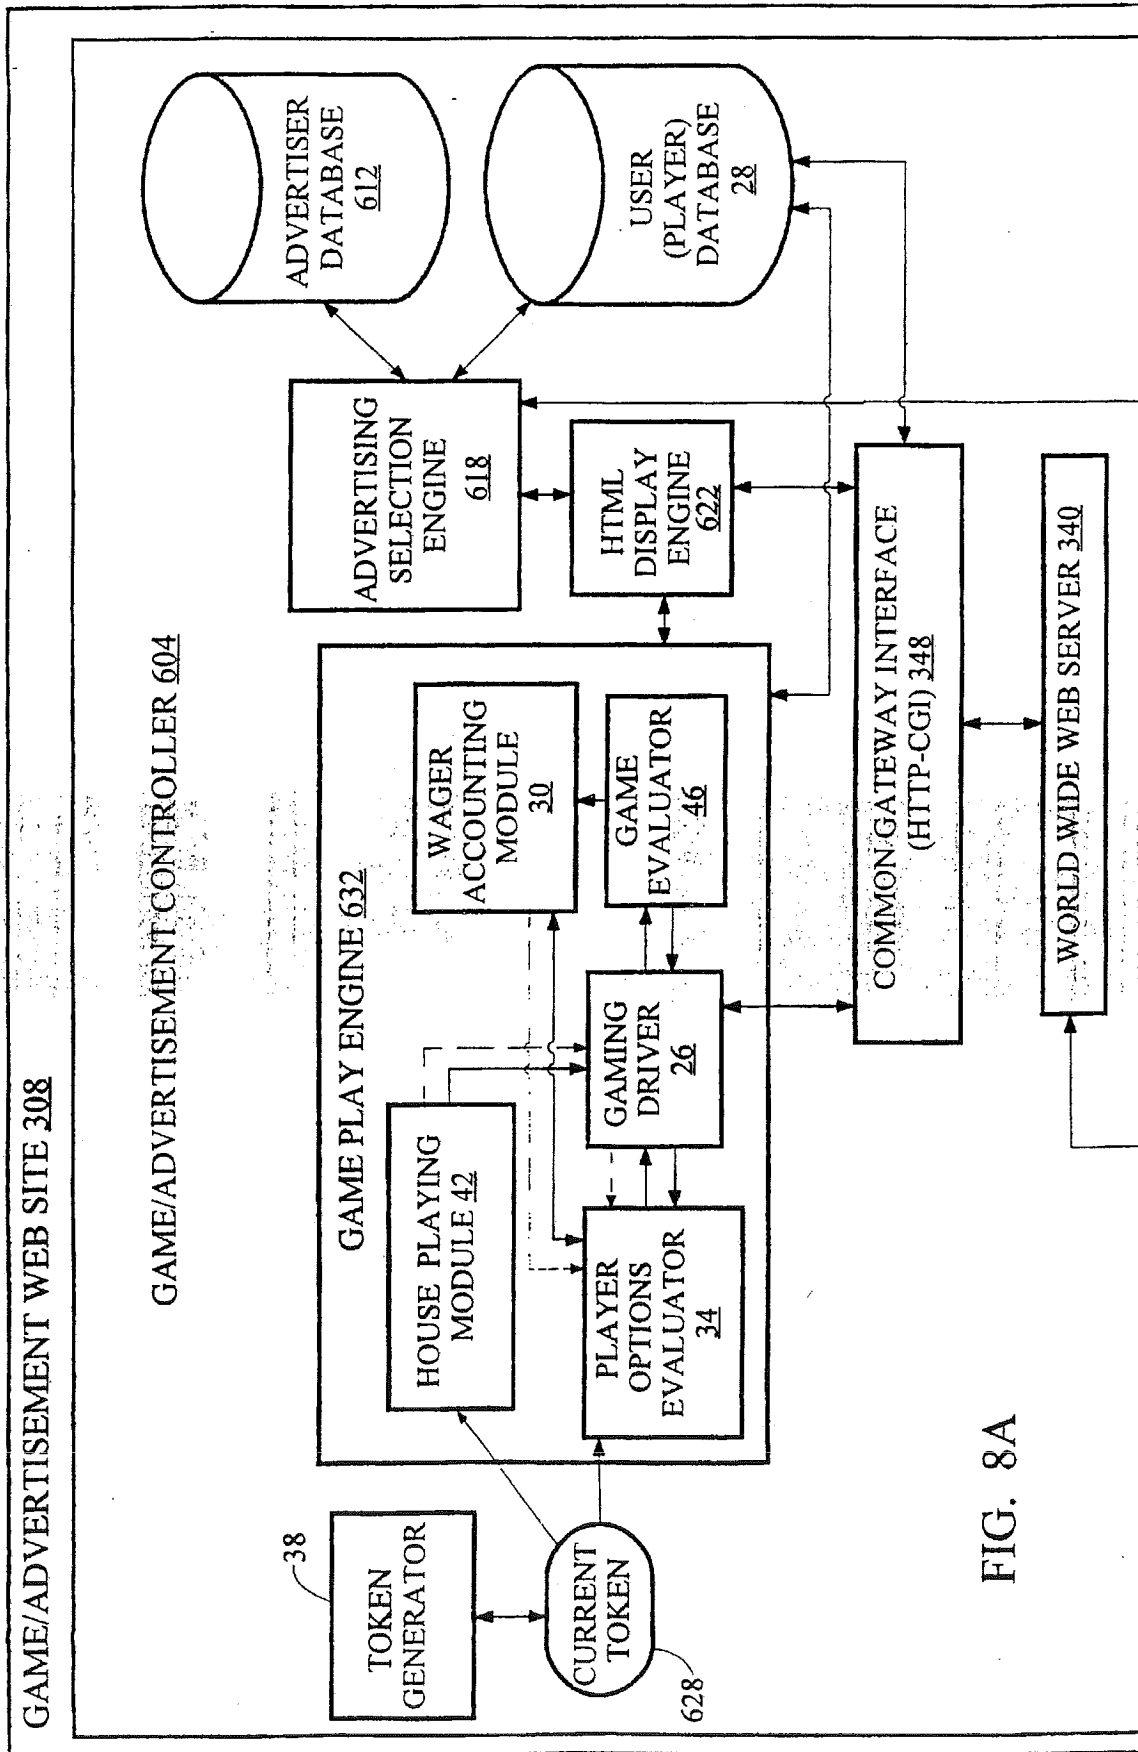 GAME/ADVERTISEMENT WEB SITE 308
GAME/ADVERTISEMENT CONTROLLER 604
TOKEN
GENERATOR
38
CURRENT
TOKEN
628
GAME PLAY ENGINE 632
HOUSE PLAYING
MODULE 42
WAGER
ACCOUNTING
MODULE
30
PLAYER
OPTIONS
EVALUATOR
34
GAMING
DRIVER
26
GAME
EVALUATOR
46
ADVERTISING
SELECTION
ENGINE
618
HTML
DISPLAY
ENGINE
622
ADVERTISER
DATABASE
612
USER
(PLAYER)
DATABASE
28
COMMON GATEWAY INTERFACE
(HTTP-CGI) 348
WORLD WIDE WEB SERVER 340
FIG. 8A